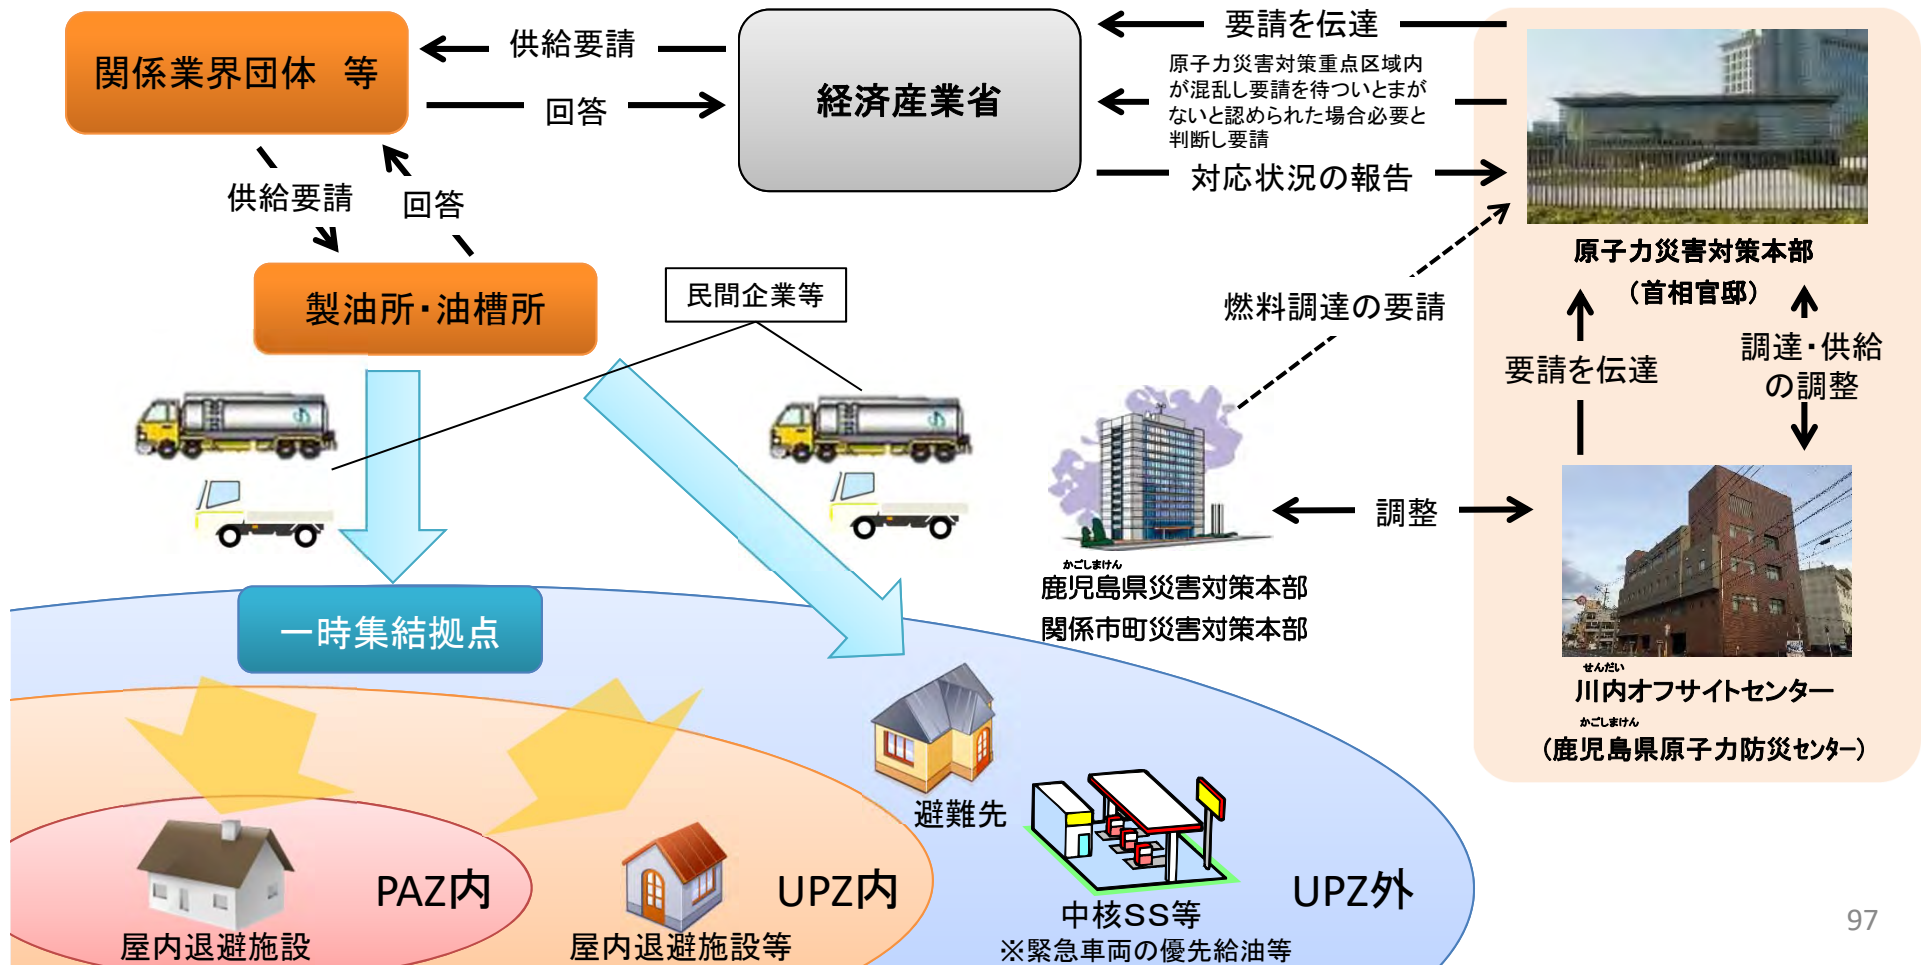 関係業界団体　等
供給要請
回答
経済産業省
要請を伝達
原子力災害対策重点区域内
が混乱し要請を待ついとまが
ないと認められた場合必要と
判断し要請
対応状況の報告
原子力災害対策本部
（首相官邸）
供給要請
回答
製油所・油槽所
民間企業等
燃料調達の要請
要請を伝達
調達・供給
の調整
調整
かごしまけん
鹿児島県災害対策本部
関係市町災害対策本部
せんだい
川内オフサイトセンター
かごしまけん
（鹿児島県原子力防災センター）
一時集結拠点
避難先
PAZ内
屋内退避施設
UPZ内
屋内退避施設等
UPZ外
中核ＳＳ等
※緊急車両の優先給油等
97